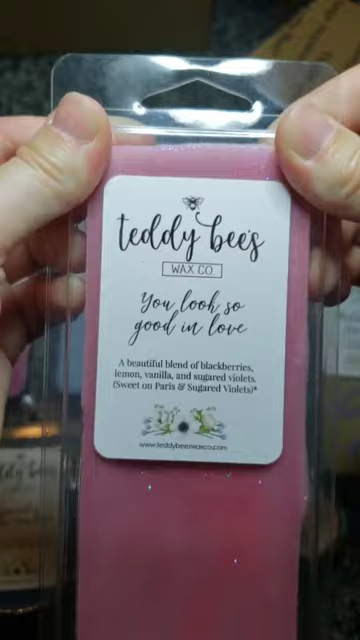 teddy bee's
WAX CO
You look so
good in love
A beautiful blend of blackberries,
lemon, vanilla, and sugared violets.
(Sweet on Paris & Sugared Violets)*
www.teddybeeswaxco.com